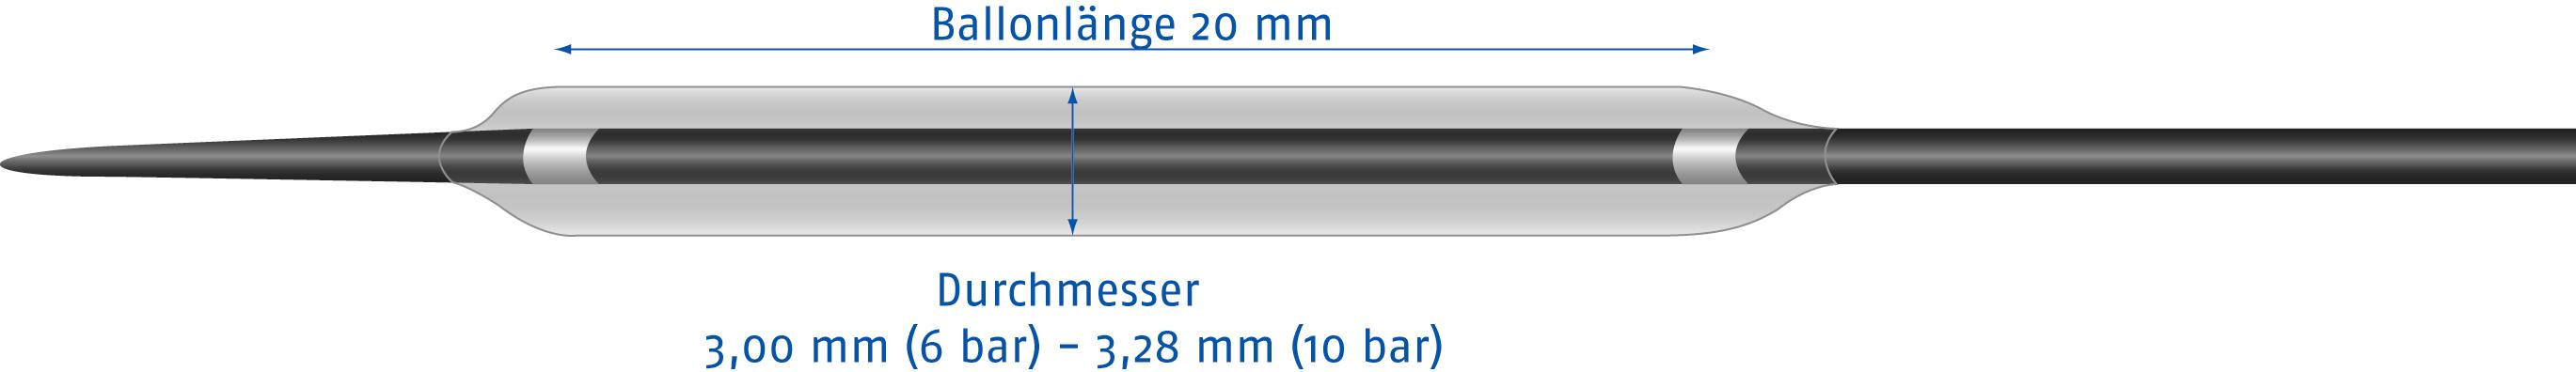 Ballonlänge 20 mm
Durchmesser
3,00 mm (6 bar) – 3,28 mm (10 bar)